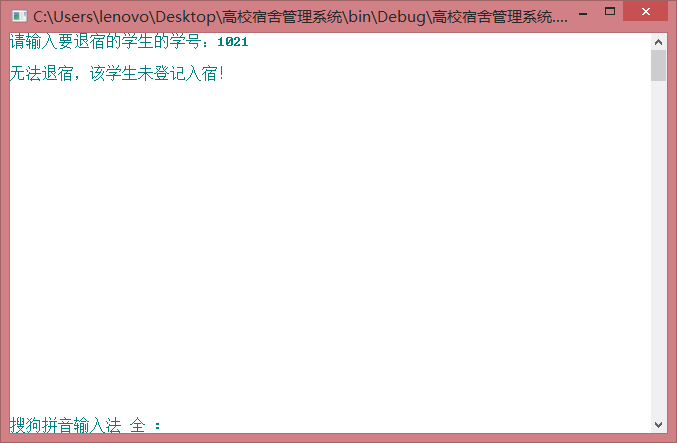 C:\Users\lenovo\Desktop\高校宿舍管理系统\bin\Debug\高校宿舍管理系统....
请输入要退宿的学生的学号：1021
无法退宿，该学生未登记入宿！
搜狗拼音输入法 全 ：